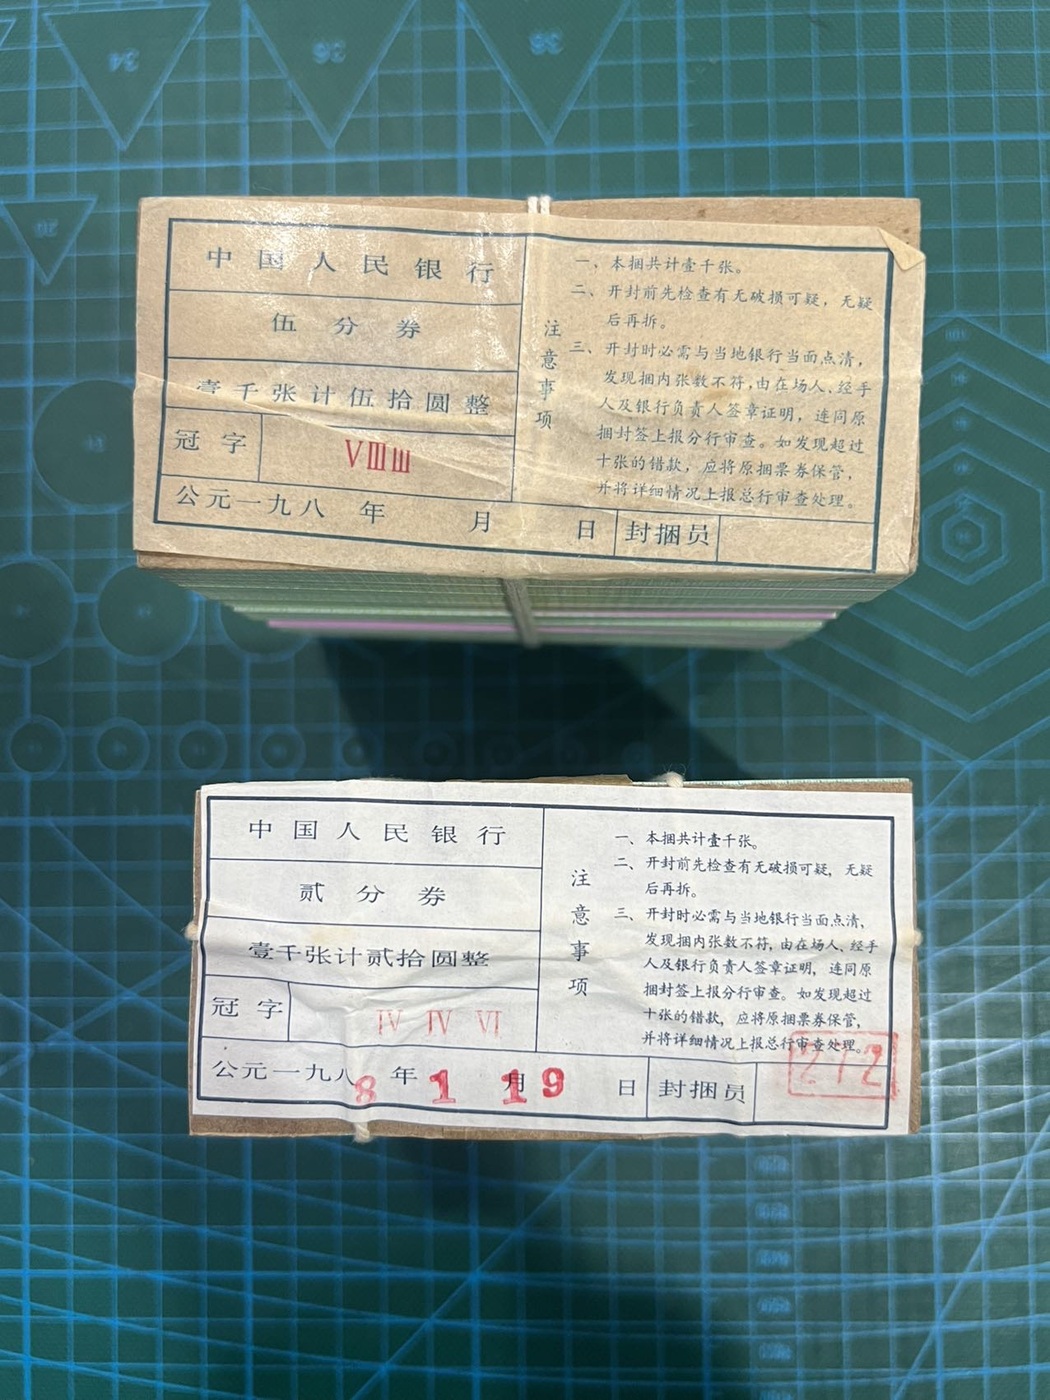 中国人民银行
伍分券
壹千张计伍拾圆整
冠字 VⅢⅢ
公元一九八 年 月 日 封捆员
注意事项
一、本捆共计壹千张。
二、开封前先检查有无破损可疑，无疑
后再拆。
三、开封时必需与当地银行当面点清，
发现捆内张数不符，由在场人、经手
人及银行负责人签章证明，连同原
捆封签上报分行审查。如发现超过
十张的错款，应将原捆票券保管，
并将详细情况上报总行审查处理。
中国人民银行
贰分券
壹千张计贰拾圆整
冠字 Ⅳ Ⅳ Ⅵ
公元一九八8年 1 月 19 日 封捆员 272
注意事项
一、本捆共计壹千张。
二、开封前先检查有无破损可疑，无疑
后再拆。
三、开封时必需与当地银行当面点清，
发现捆内张数不符，由在场人、经手
人及银行负责人签章证明，连同原
捆封签上报分行审查。如发现超过
十张的错款，应将原捆票券保管，
并将详细情况上报总行审查处理。